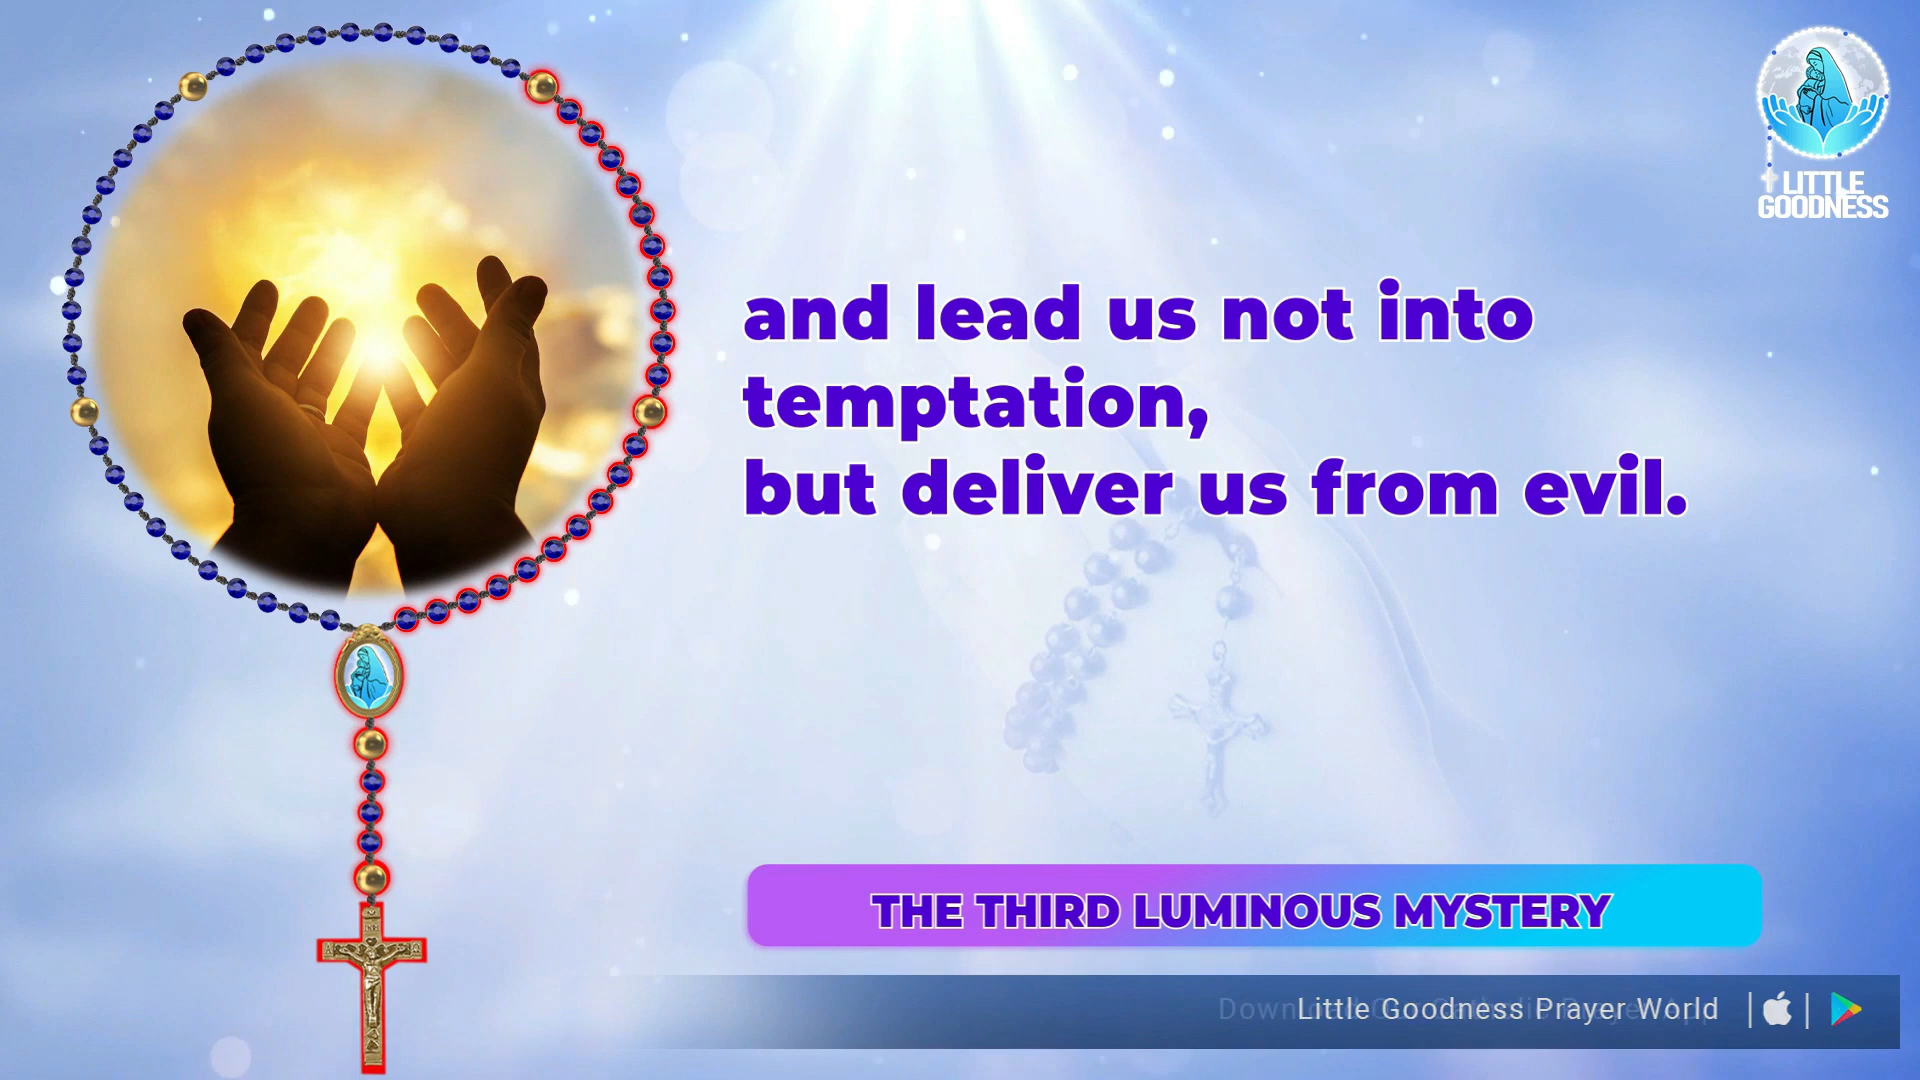 LITTLE
GOODNESS
and lead us not into
temptation,
but deliver us from evil.
THE THIRD LUMINOUS MYSTERY
Little Goodness Prayer World
INRI